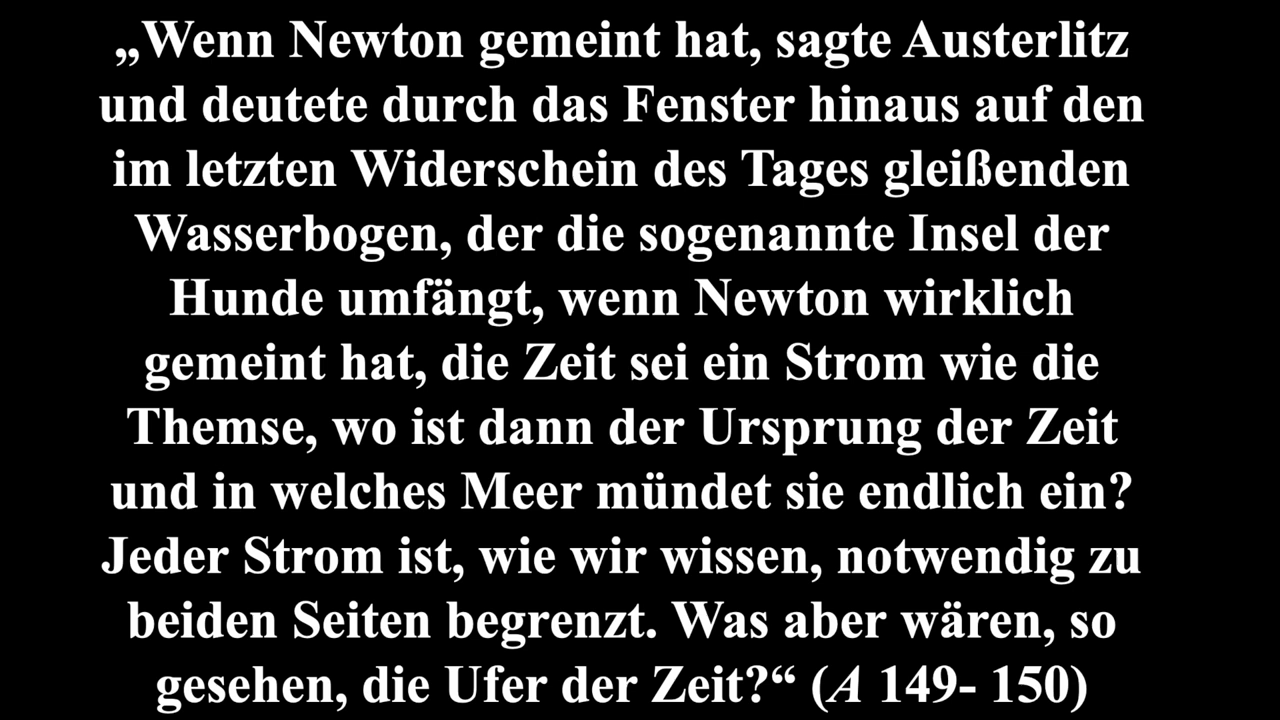 „Wenn Newton gemeint hat, sagte Austerlitz
und deutete durch das Fenster hinaus auf den
im letzten Widerschein des Tages gleißenden
Wasserbogen, der die sogenannte Insel der
Hunde umfängt, wenn Newton wirklich
gemeint hat, die Zeit sei ein Strom wie die
Themse, wo ist dann der Ursprung der Zeit
und in welches Meer mündet sie endlich ein?
Jeder Strom ist, wie wir wissen, notwendig zu
beiden Seiten begrenzt. Was aber wären, so
gesehen, die Ufer der Zeit?“ (A 149- 150)